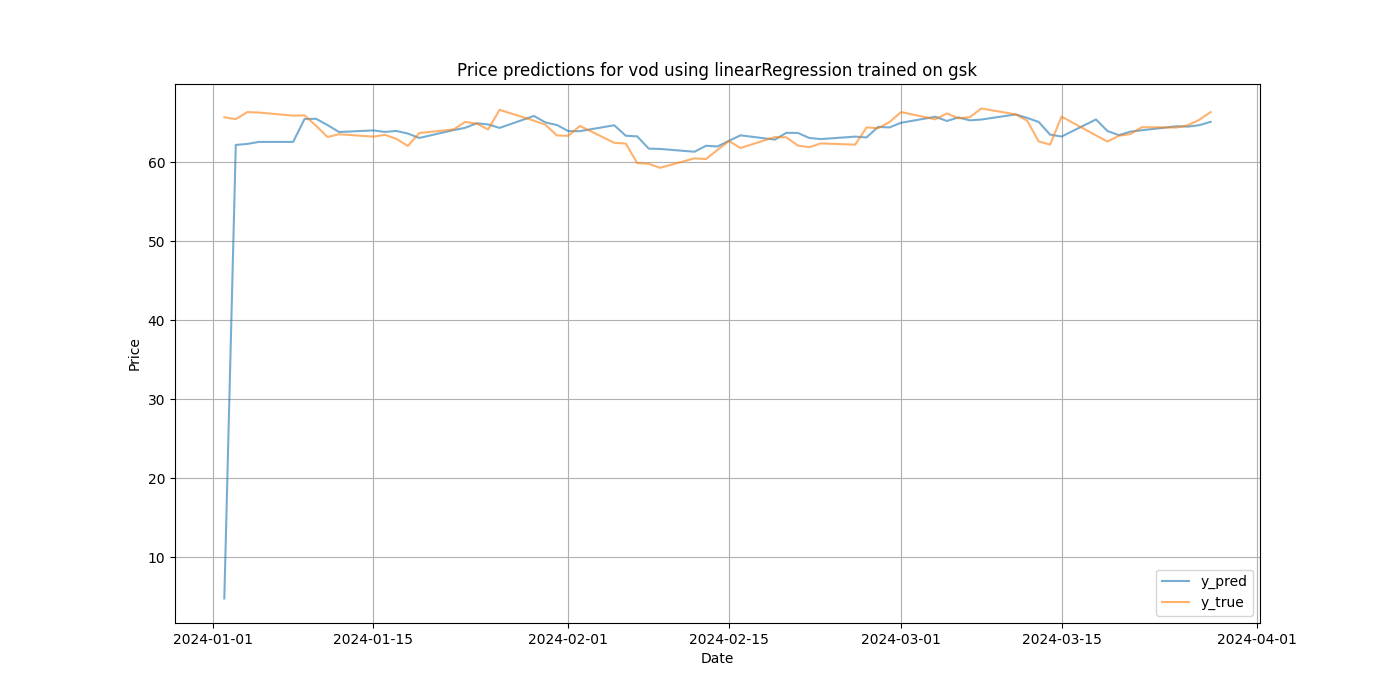 Price predictions for vod using linearRegression trained on gsk
Price
60
50
40
30
20
10
y_pred
y_true
2024-01-01 2024-01-15 2024-02-01 2024-02-15 2024-03-01 2024-03-15 2024-04-01
Date